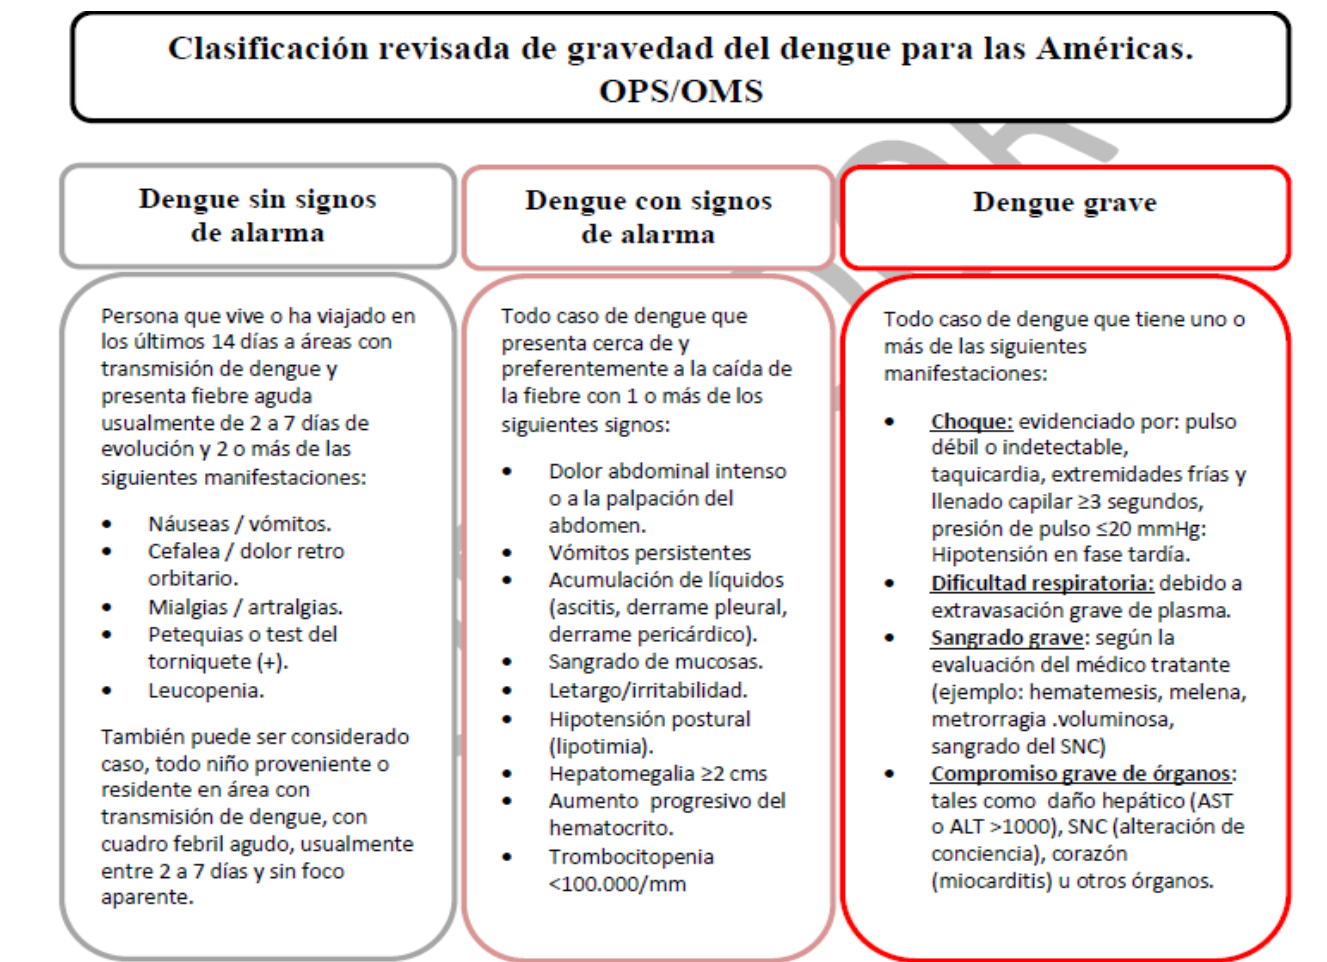 Clasificación revisada de gravedad del dengue para las Américas.
OPS/OMS
Dengue sin signos
de alarma
Persona que vive o ha viajado en
los últimos 14 días a áreas con
transmisión de dengue y
presenta fiebre aguda
usualmente de 2 a 7 días de
evolución y 2 o más de las
siguientes manifestaciones:
• Náuseas / vómitos.
• Cefalea / dolor retro
orbitario.
• Mialgias / artralgias.
• Petequias o test del
torniquete (+).
• Leucopenia.
También puede ser considerado
caso, todo niño proveniente o
residente en área con
transmisión de dengue, con
cuadro febril agudo, usualmente
entre 2 a 7 días y sin foco
aparente.
Dengue con signos
de alarma
Todo caso de dengue que
presenta cerca de y
preferentemente a la caída de
la fiebre con 1 o más de los
siguientes signos:
• Dolor abdominal intenso
o a la palpación del
abdomen.
• Vómitos persistentes
• Acumulación de líquidos
(ascitis, derrame pleural,
derrame pericárdico).
• Sangrado de mucosas.
• Letargo/irritabilidad.
• Hipotensión postural
(lipotimia).
• Hepatomegalia ≥2 cms
• Aumento progresivo del
hematocrito.
• Trombocitopenia
<100.000/mm
Dengue grave
Todo caso de dengue que tiene uno o
más de las siguientes
manifestaciones:
• Choque: evidenciado por: pulso
débil o indetectable,
taquicardia, extremidades frías y
llenado capilar ≥3 segundos,
presión de pulso ≤20 mmHg:
Hipotensión en fase tardía.
• Dificultad respiratoria: debido a
extravasación grave de plasma.
• Sangrado grave: según la
evaluación del médico tratante
(ejemplo: hematemesis, melena,
metrorragia .voluminosa,
sangrado del SNC)
• Compromiso grave de órganos:
tales como daño hepático (AST
o ALT >1000), SNC (alteración de
conciencia), corazón
(miocarditis) u otros órganos.